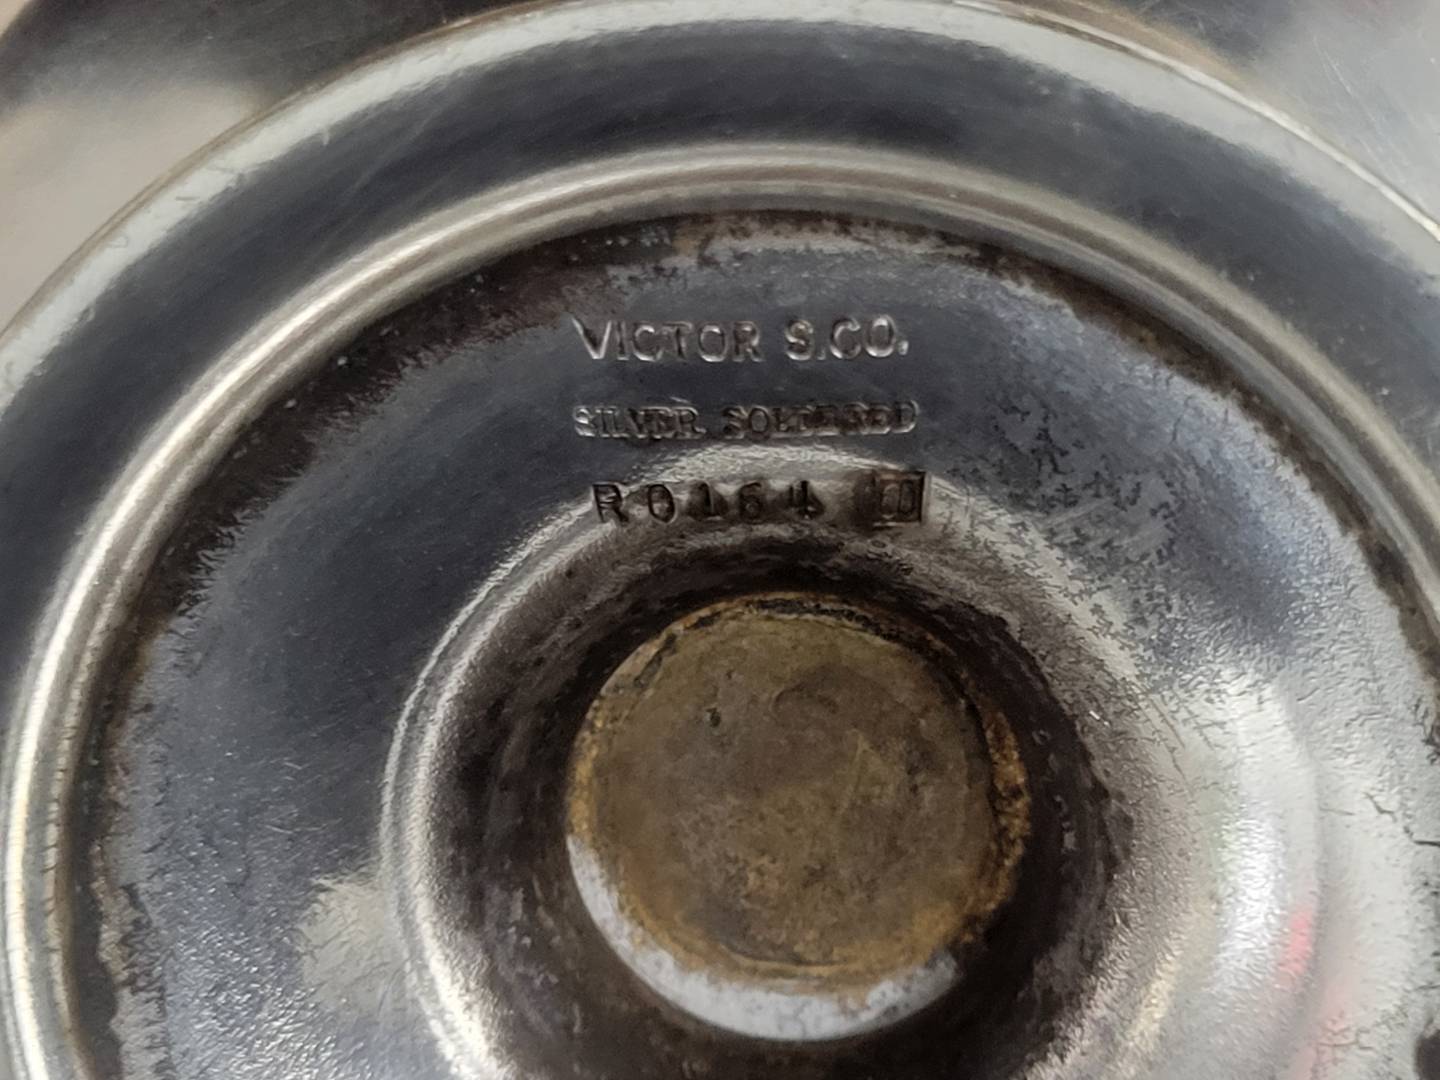 VICTOR S.CO.
SILVER SOLDERED
R0164